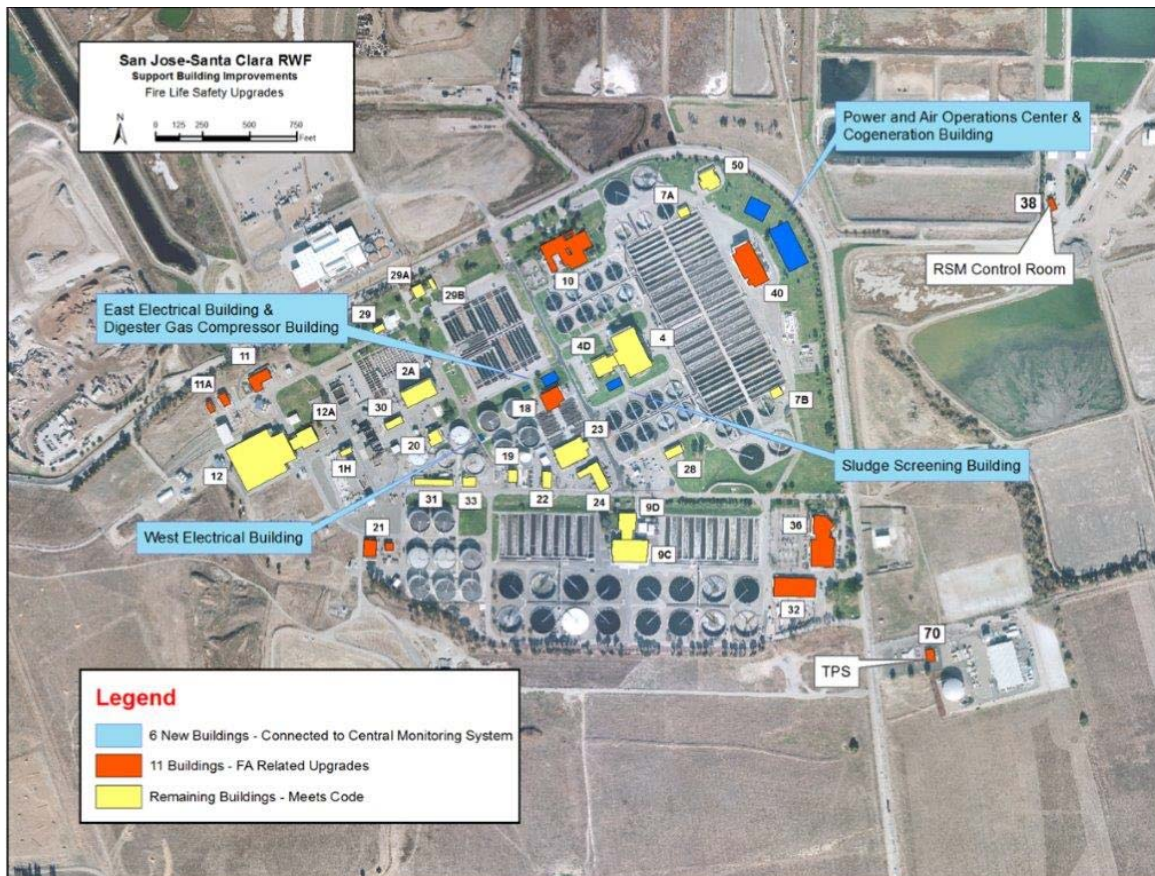 San Jose-Santa Clara RWF
Support Building Improvements
Fire Life Safety Upgrades
N
0 125 250 500 750
Feet
Power and Air Operations Center &
Cogeneration Building
50
7A
38
RSM Control Room
10
40
29A
29B
East Electrical Building &
Digester Gas Compressor Building
29
4D
4
11
2A
11A
12A
30
18
7B
20
23
1H
19
28
Sludge Screening Building
12
31
33
22
24
9D
West Electrical Building
21
36
9C
32
70
TPS
Legend
6 New Buildings - Connected to Central Monitoring System
11 Buildings - FA Related Upgrades
Remaining Buildings - Meets Code